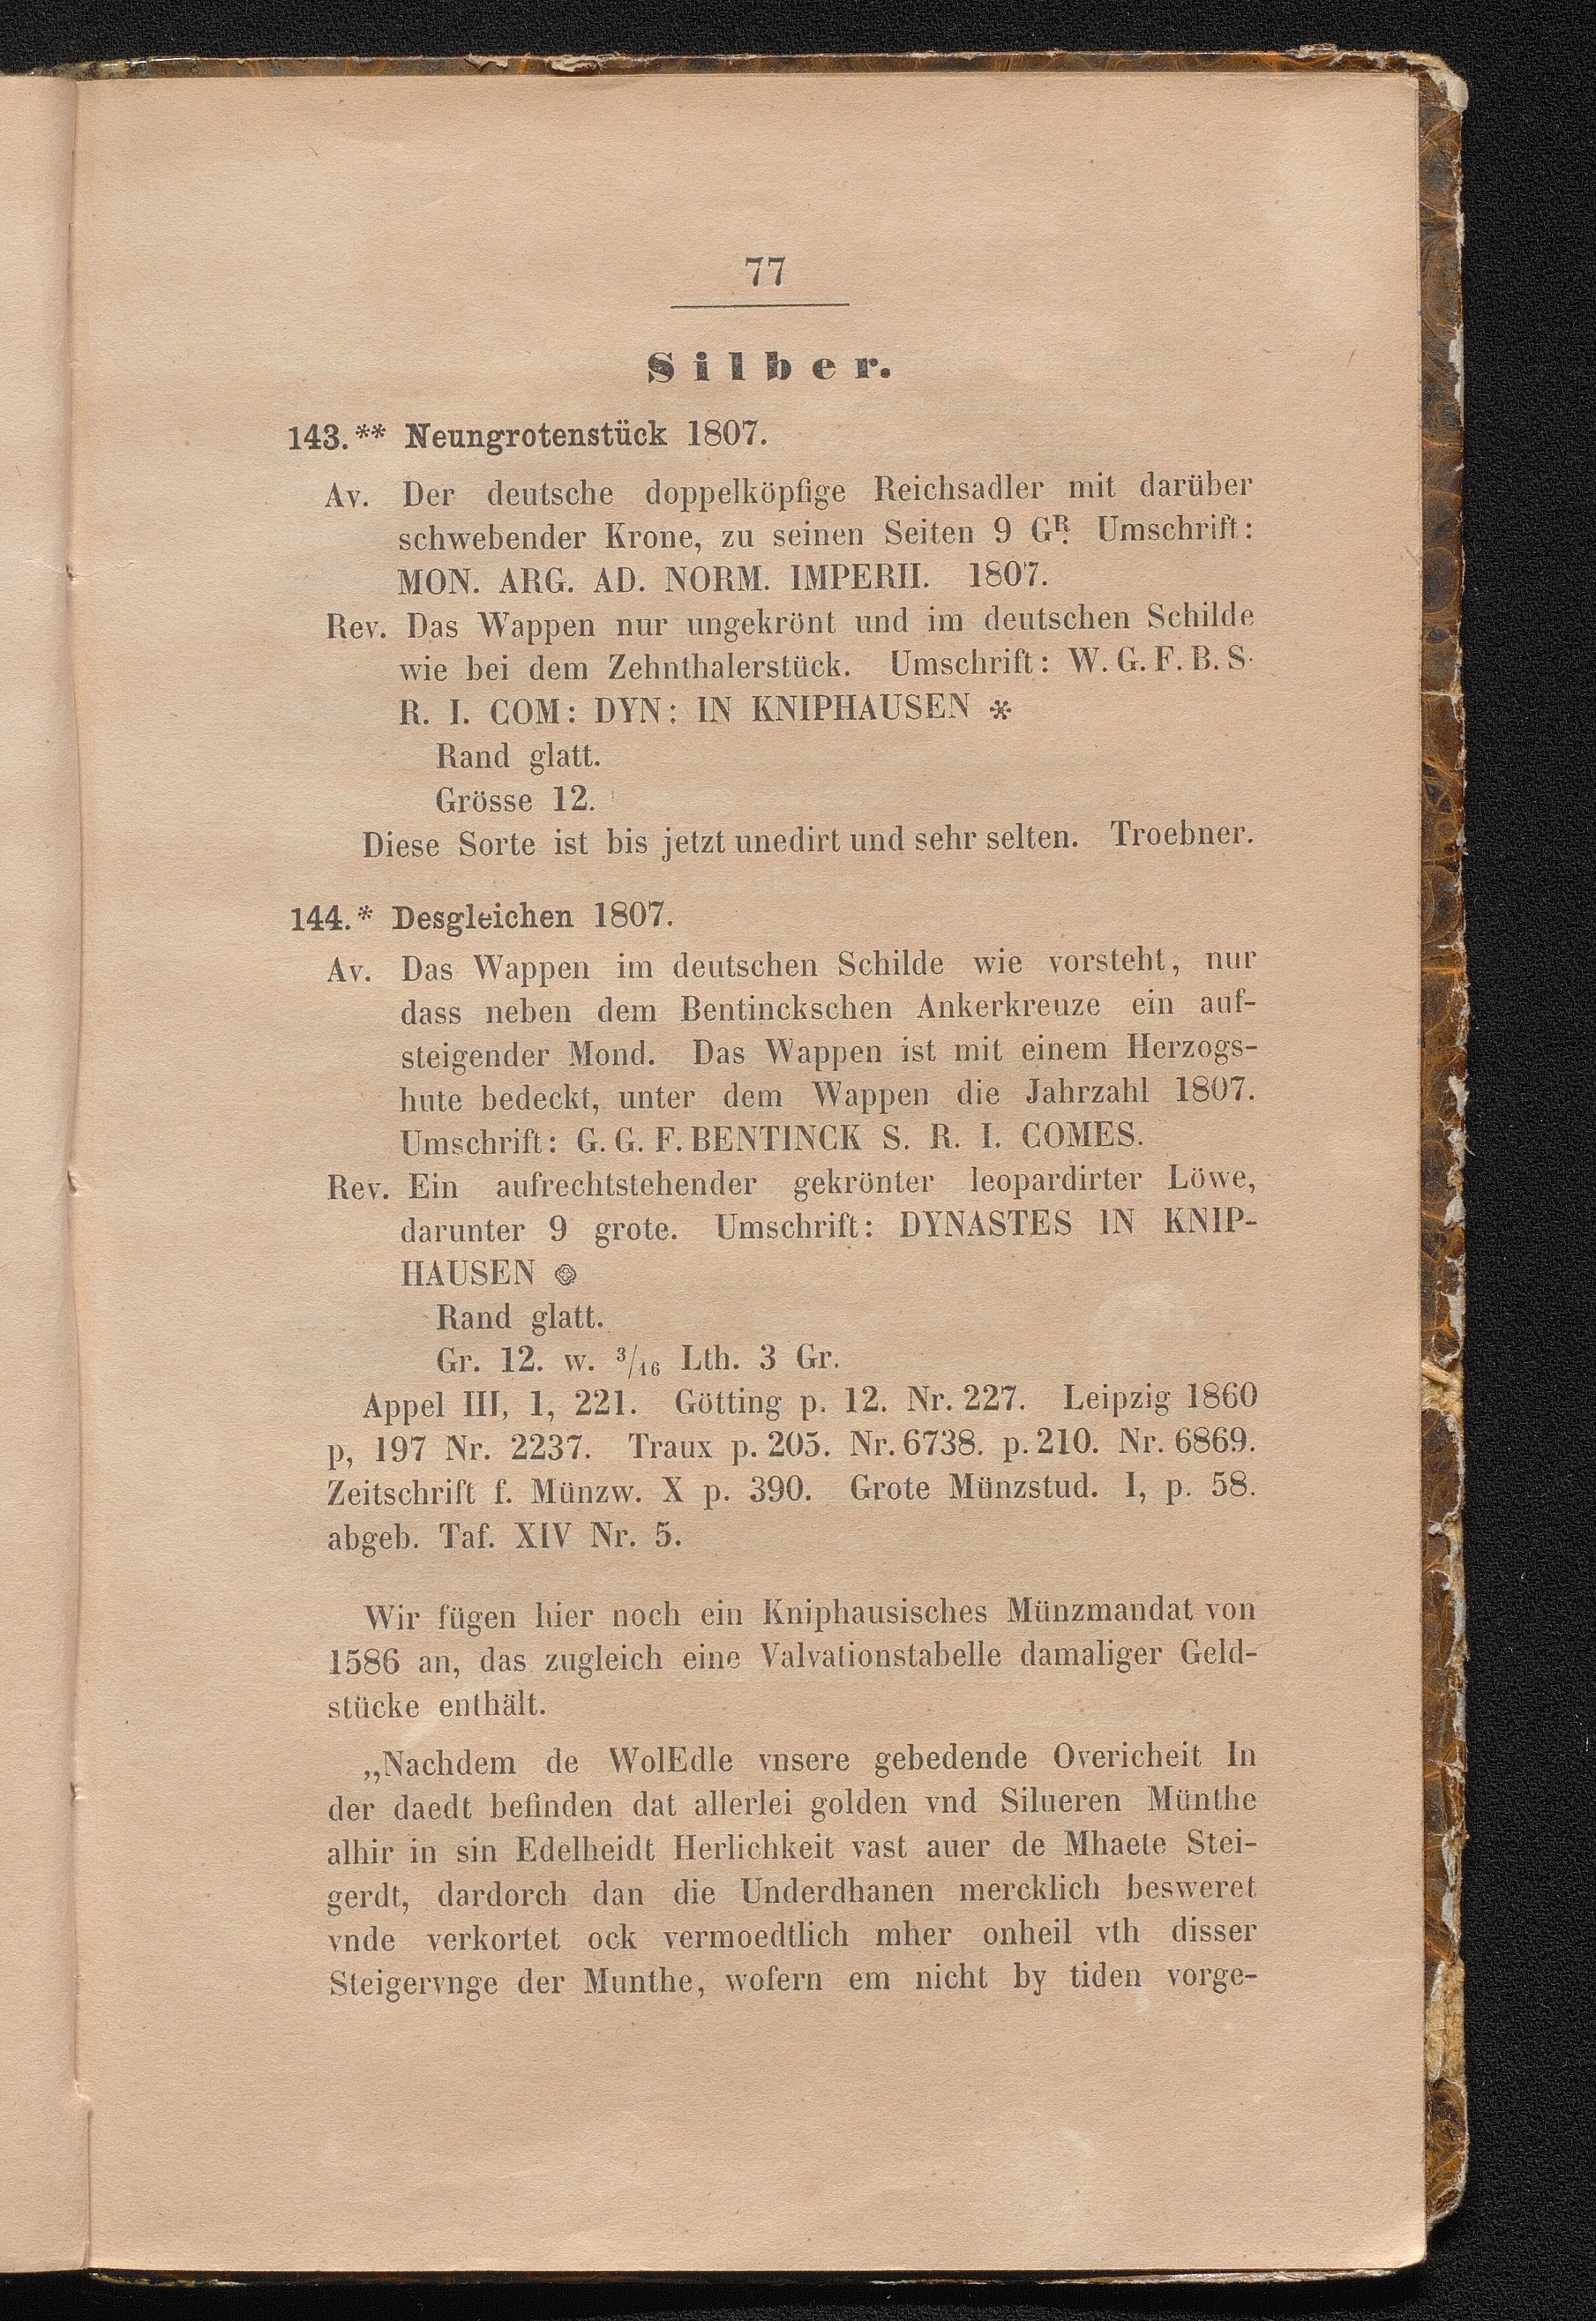 77
Silber.
143.** Neungrotenstück 1807.
Av. Der deutsche doppelköpfige Reichsadler mit darüber
schwebender Krone, zu seinen Seiten 9 Gᴿ. Umschrift:
MON. ARG. AD. NORM. IMPERII. 1807.
Rev. Das Wappen nur ungekrönt und im deutschen Schilde
wie bei dem Zehnthalerstück. Umschrift: W. G. F. B. S.
R. I. COM: DYN: IN KNIPHAUSEN *
Rand glatt.
Grösse 12.
Diese Sorte ist bis jetzt unedirt und sehr selten. Troebner.
144.* Desgleichen 1807.
Av. Das Wappen im deutschen Schilde wie vorsteht, nur
dass neben dem Bentinckschen Ankerkreuze ein auf-
steigender Mond. Das Wappen ist mit einem Herzogs-
hute bedeckt, unter dem Wappen die Jahrzahl 1807.
Umschrift: G. G. F. BENTINCK S. R. I. COMES.
Rev. Ein aufrechtstehender gekrönter leopardirter Löwe,
darunter 9 grote. Umschrift: DYNASTES IN KNIP-
HAUSEN
Rand glatt.
Gr. 12. w. ³/₁₆ Lth. 3 Gr.
Appel III, 1, 221. Götting p. 12. Nr. 227. Leipzig 1860
p, 197 Nr. 2237. Traux p. 205. Nr. 6738. p. 210. Nr. 6869.
Zeitschrift f. Münzw. X p. 390. Grote Münzstud. I, p. 58.
abgeb. Taf. XIV Nr. 5.
Wir fügen hier noch ein Kniphausisches Münzmandat von
1586 an, das zugleich eine Valvationstabelle damaliger Geld-
stücke enthält.
„Nachdem de WolEdle vnsere gebedende Overicheit In
der daedt befinden dat allerlei golden vnd Silueren Münthe
alhir in sin Edelheidt Herlichkeit vast auer de Mhaete Stei-
gerdt, dardorch dan die Underdhanen mercklich besweret
vnde verkortet ock vermoedtlich mher onheil vth disser
Steigervnge der Munthe, wofern em nicht by tiden vorge-